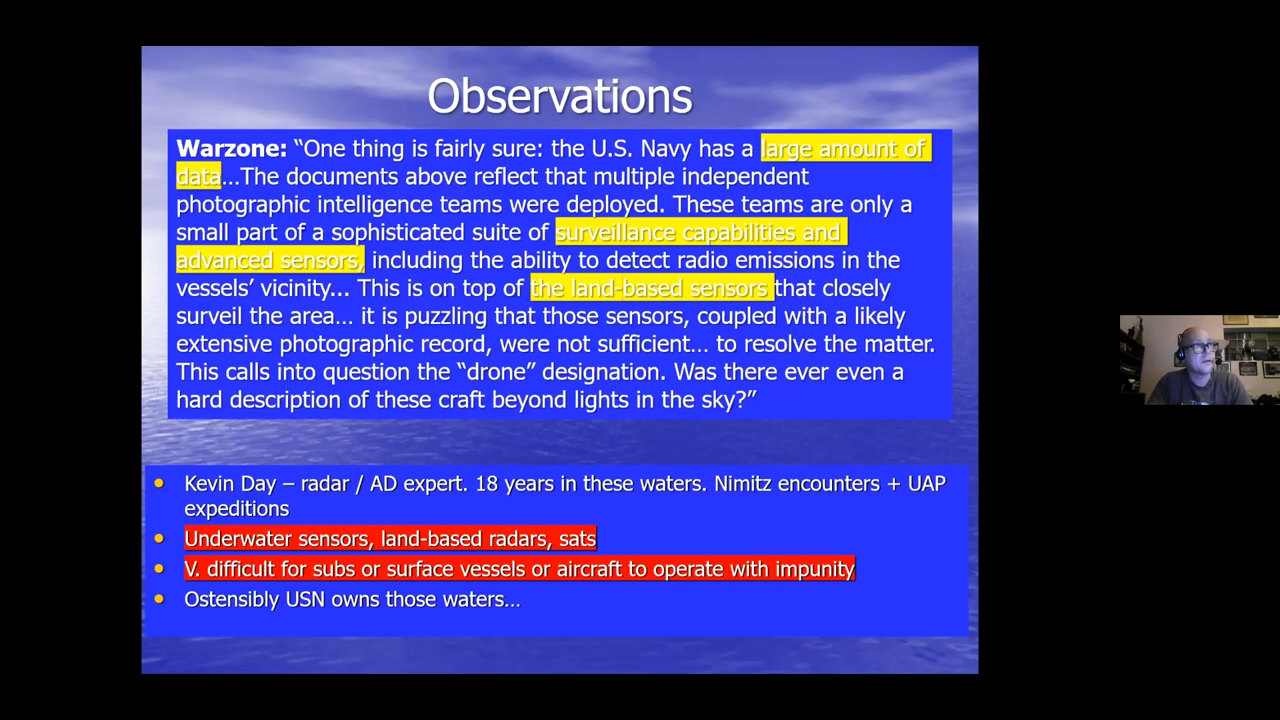 Observations
Warzone: “One thing is fairly sure: the U.S. Navy has a large amount of
data…The documents above reflect that multiple independent
photographic intelligence teams were deployed. These teams are only a
small part of a sophisticated suite of surveillance capabilities and
advanced sensors, including the ability to detect radio emissions in the
vessels’ vicinity... This is on top of the land-based sensors that closely
surveil the area… it is puzzling that those sensors, coupled with a likely
extensive photographic record, were not sufficient… to resolve the matter.
This calls into question the “drone” designation. Was there ever even a
hard description of these craft beyond lights in the sky?”
Kevin Day – radar / AD expert. 18 years in these waters. Nimitz encounters + UAP
expeditions
Underwater sensors, land-based radars, sats
V. difficult for subs or surface vessels or aircraft to operate with impunity
Ostensibly USN owns those waters…